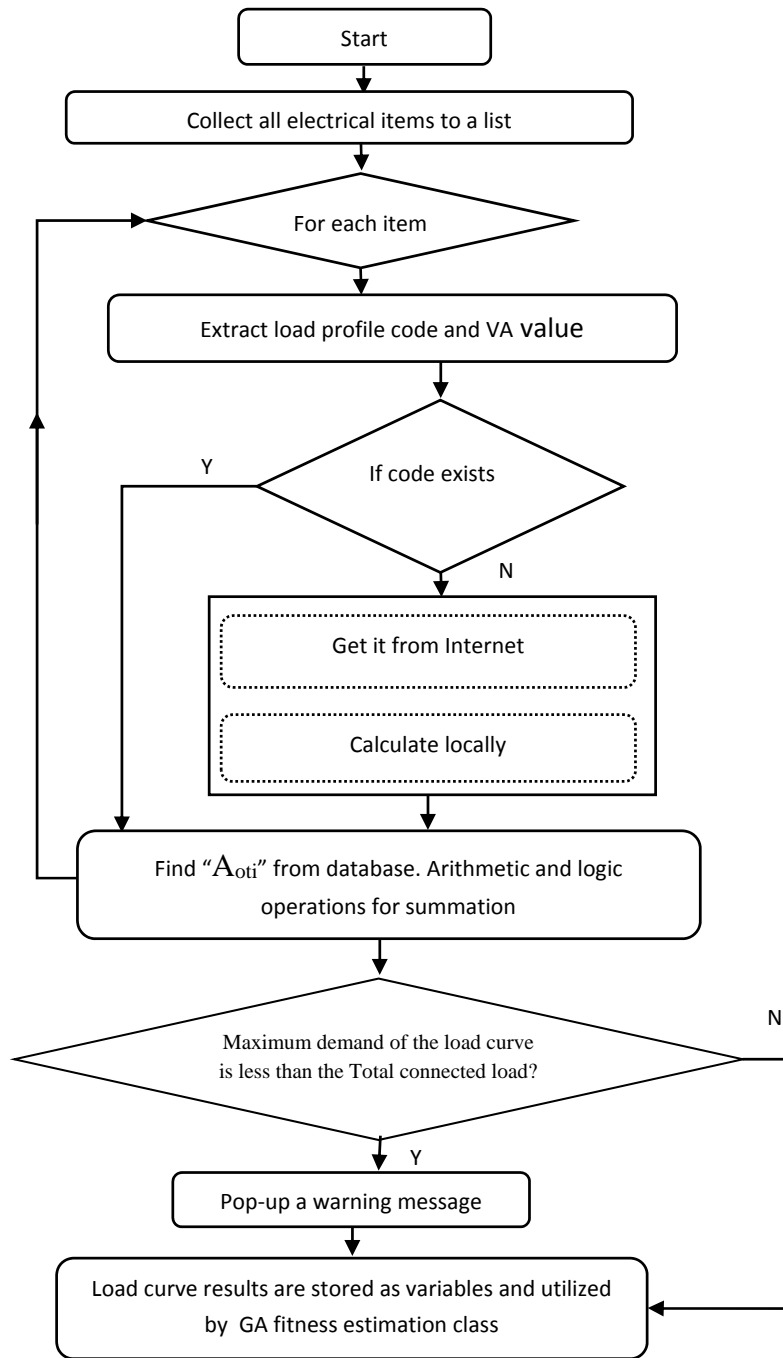 Start
Collect all electrical items to a list
For each item
Extract load profile code and VA value
Y
If code exists
N
Get it from Internet
Calculate locally
Find “Aoti” from database. Arithmetic and logic
operations for summation
N
Maximum demand of the load curve
is less than the Total connected load?
Y
Pop-up a warning message
Load curve results are stored as variables and utilized
by GA fitness estimation class